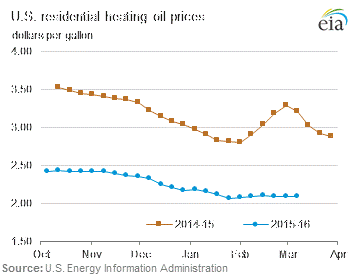 U.S. residential heating oil prices
dollars per gallon
eia
4.00
3.50
3.00
2.50
2.00
1.50
Oct Nov Dec Jan Feb Mar Apr
2014-15 2015-16
Source: U.S. Energy Information Administration